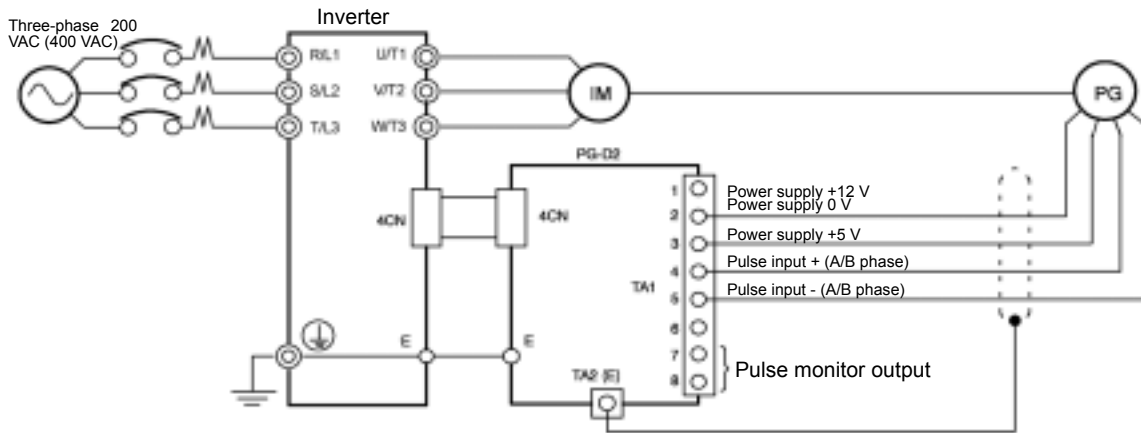 Three-phase 200
VAC (400 VAC)
Inverter
R/L1
U/T1
S/L2
V/T2
IM
PG
T/L3
W/T3
PG-D2
4CN
4CN
1
Power supply +12 V
2
Power supply 0 V
3
Power supply +5 V
4
Pulse input + (A/B phase)
TA1
5
Pulse input - (A/B phase)
6
E
E
7
8
Pulse monitor output
TA2 (E)